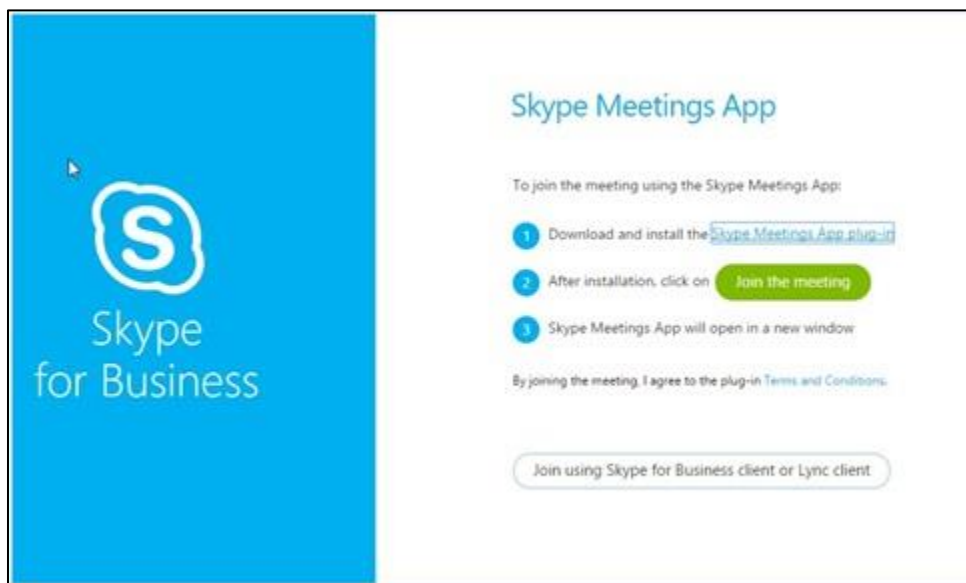 S
Skype
for Business
Skype Meetings App
To join the meeting using the Skype Meetings App:
1 Download and install the Skype Meetings App plug-in
2 After installation, click on Join the meeting
3 Skype Meetings App will open in a new window
By joining the meeting, I agree to the plug-in Terms and Conditions.
Join using Skype for Business client or Lync client